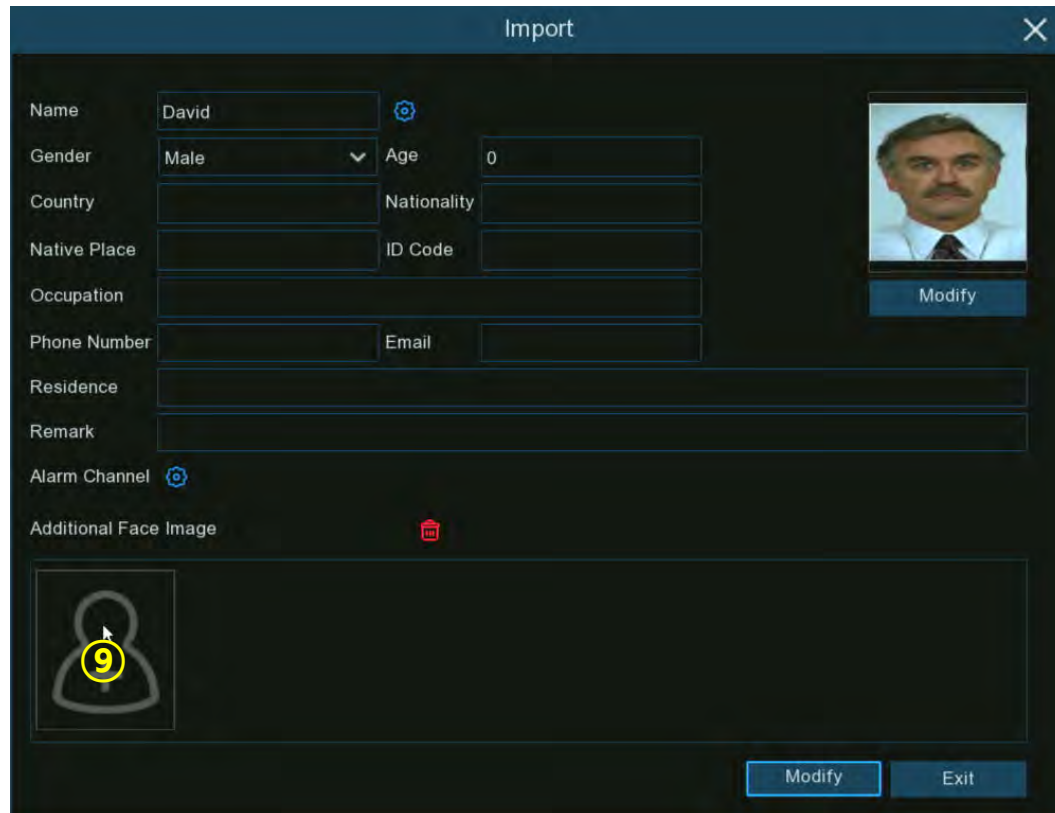 Import
Name David
Gender Male Age 0
Country Nationality
Native Place ID Code
Occupation Modify
Phone Number Email
Residence
Remark
Alarm Channel
Additional Face Image
9
Modify Exit